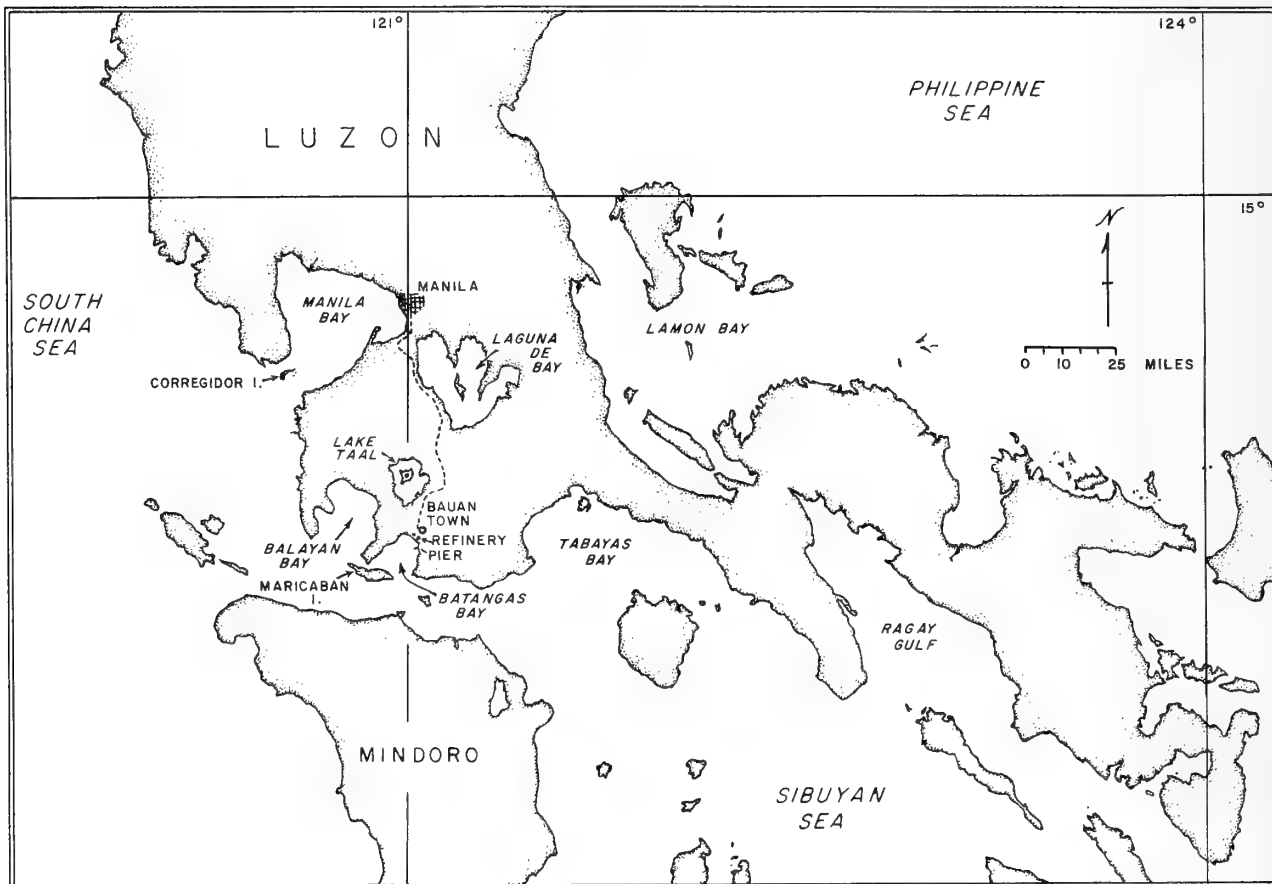 121°
124°
PHILIPPINE
SEA
LUZON
15°
N
SOUTH
CHINA
SEA
MANILA
BAY
MANILA
LAGUNA
DE
BAY
LAMON BAY
0 10 25 MILES
CORREGIDOR I.
LAKE
TAAL
BAUAN
TOWN
REFINERY
PIER
BALAYAN
BAY
MARICABAN
I.
BATANGAS
BAY
TABAYAS
BAY
RAGAY
GULF
MINDORO
SIBUYAN
SEA